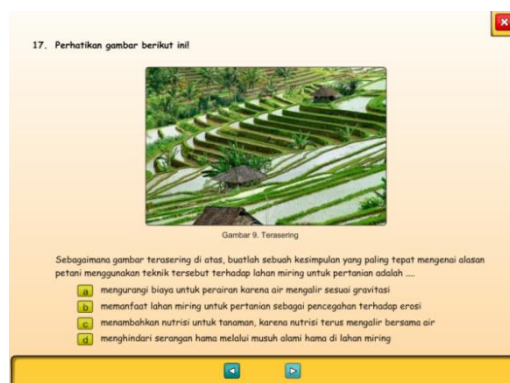 17. Perhatikan gambar berikut ini!
Gambar 9. Terasering
Sebagaimana gambar terasering di atas, buatlah sebuah kesimpulan yang paling tepat mengenai alasan
petani menggunakan teknik tersebut terhadap lahan miring untuk pertanian adalah ....
a mengurangi biaya untuk perairan karena air mengalir sesuai gravitasi
b memanfaat lahan miring untuk pertanian sebagai pencegahan terhadap erosi
c menambahkan nutrisi untuk tanaman, karena nutrisi terus mengalir bersama air
d menghindari serangan hama melalui musuh alami hama di lahan miring